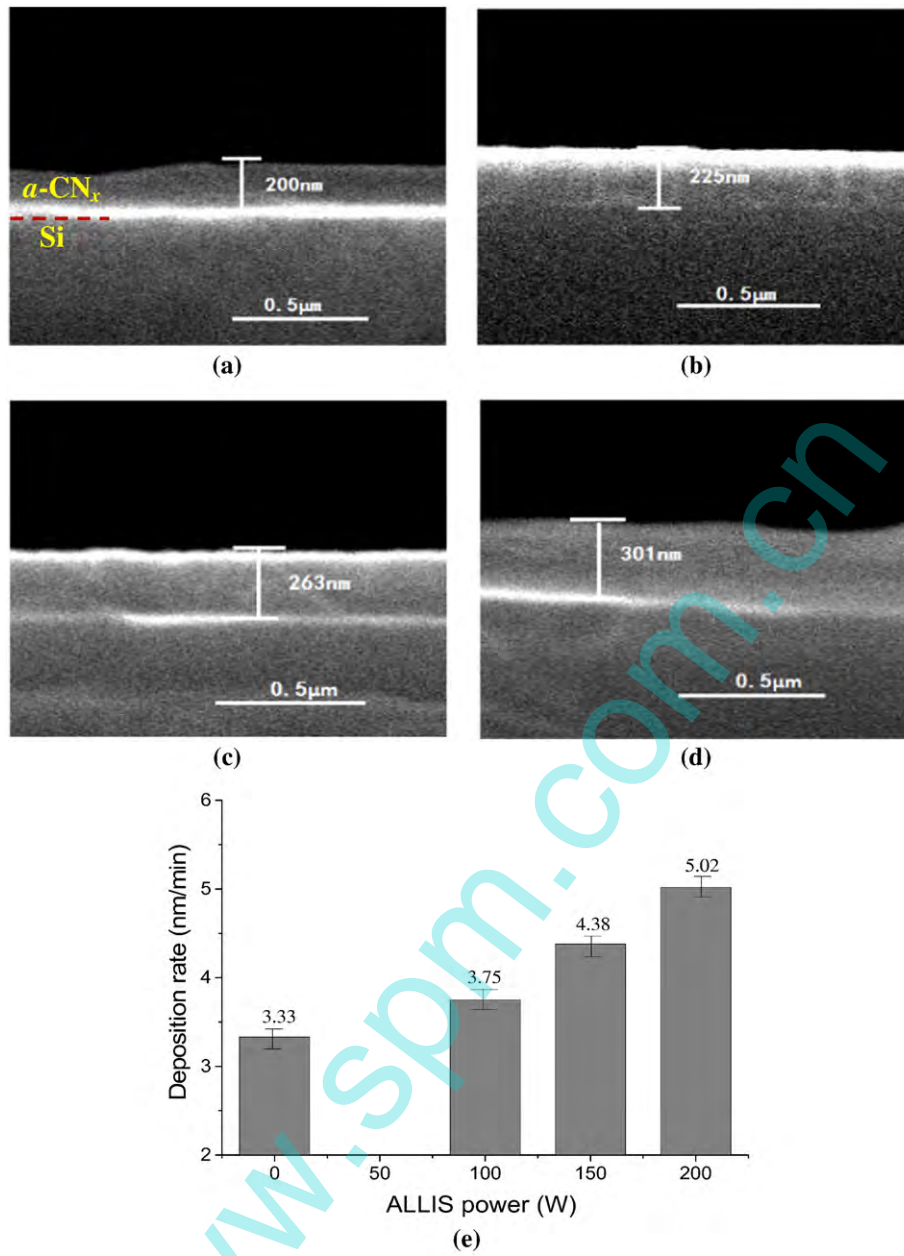 200nm
a-CNx
Si
0.5μm
(a)
225nm
0.5μm
(b)
263nm
0.5μm
(c)
301nm
0.5μm
(d)
Deposition rate (nm/min)
6
5
4
3
2
3.33
3.75
4.38
5.02
0
50
100
150
200
ALLIS power (W)
(e)
w.spm.com.cn